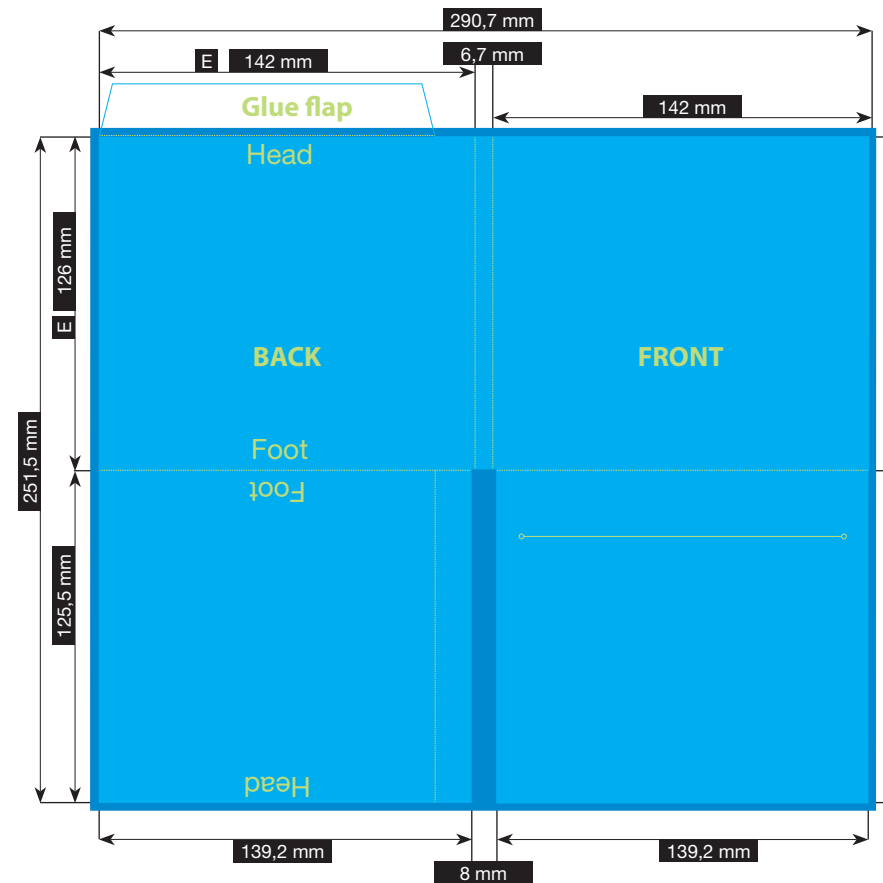 290,7 mm
E 142 mm
6,7 mm
142 mm
Glue flap
Head
126 mm
E
BACK
FRONT
Foot
Foot
251,5 mm
125,5 mm
Head
139,2 mm
139,2 mm
8 mm